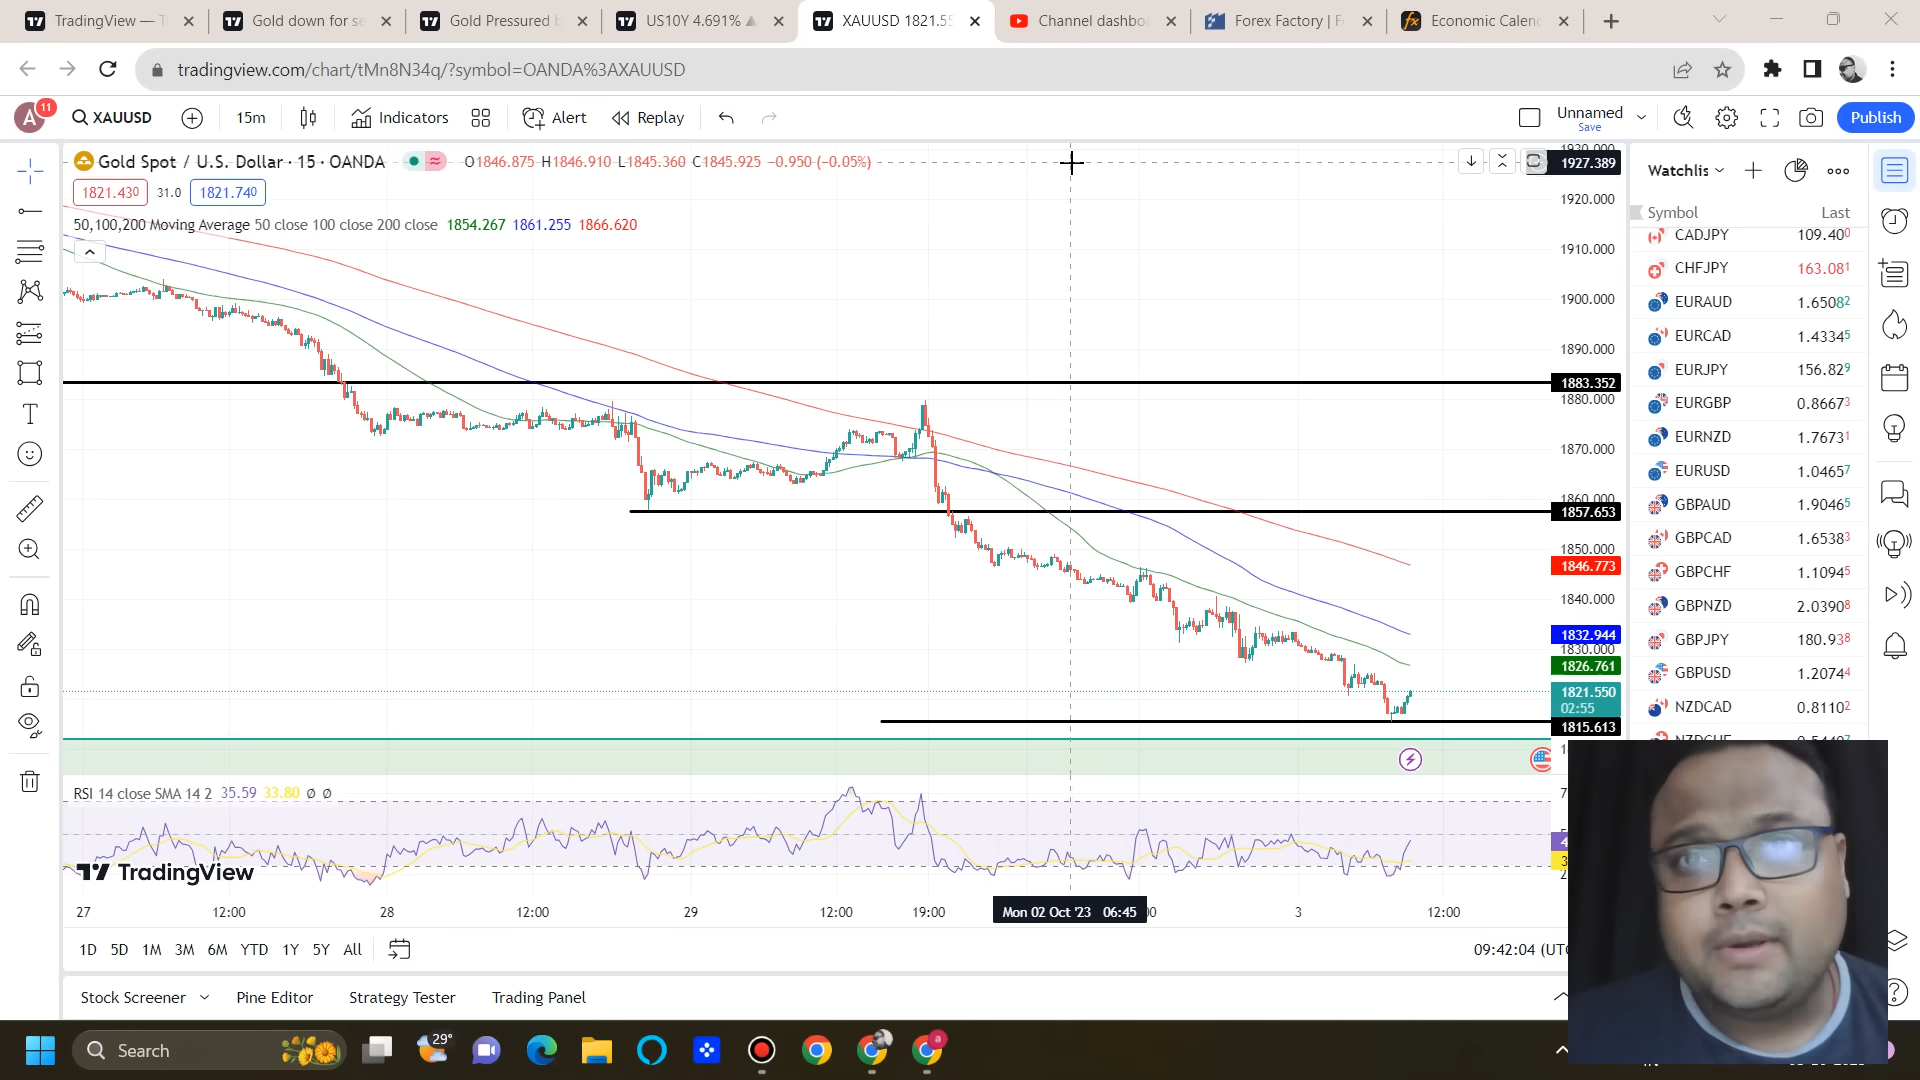 TradingView — T
Gold down for se
Gold Pressured b
US10Y 4.691% ▲
XAUUSD 1821.55
Channel dashboa
Forex Factory | F
Economic Calen
tradingview.com/chart/tMn8N34q/?symbol=OANDA%3AXAUUSD
A 11
XAUUSD
15m
Indicators
Alert
Replay
Unnamed
Save
Publish
Gold Spot / U.S. Dollar · 15 · OANDA
O1846.875 H1846.910 L1845.360 C1845.925 −0.950 (−0.05%)
1821.430 31.0 1821.740
50,100,200 Moving Average 50 close 100 close 200 close 1854.267 1861.255 1866.620
1927.389
1920.000
1910.000
1900.000
1890.000
1883.352
1880.000
1870.000
1860.000
1857.653
1850.000
1846.773
1840.000
1832.944
1830.000
1826.761
1821.550
02:55
1815.613
RSI 14 close SMA 14 2 35.59 33.80 ø ø
TradingView
27 12:00 28 12:00 29 12:00 19:00 Mon 02 Oct '23 06:45 3 12:00
1D 5D 1M 3M 6M YTD 1Y 5Y All
09:42:04 (UTC
Stock Screener
Pine Editor
Strategy Tester
Trading Panel
Watchlis
Symbol Last
CADJPY 109.400
CHFJPY 163.081
EURAUD 1.65082
EURCAD 1.43345
EURJPY 156.829
EURGBP 0.86673
EURNZD 1.76731
EURUSD 1.04657
GBPAUD 1.90465
GBPCAD 1.65383
GBPCHF 1.10945
GBPNZD 2.03908
GBPJPY 180.938
GBPUSD 1.20744
NZDCAD 0.81102
Search
29°